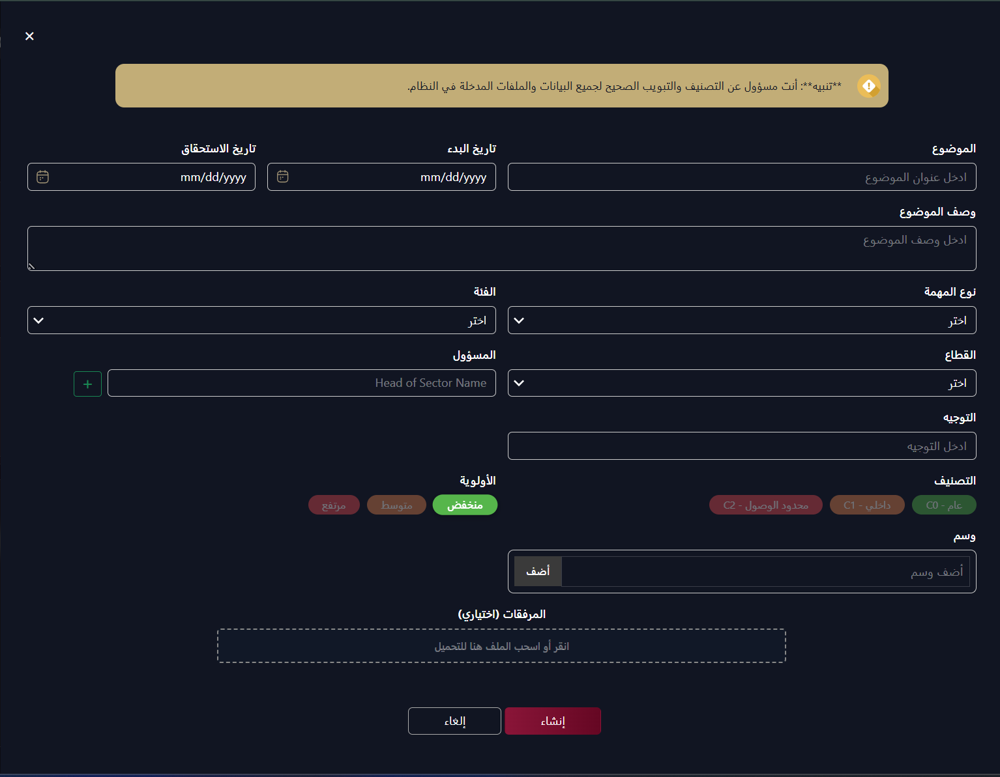 **تنبيه**: أنت مسؤول عن التصنيف والتبويب الصحيح لجميع البيانات والملفات المدخلة في النظام.
الموضوع
ادخل عنوان الموضوع
تاريخ البدء
mm/dd/yyyy
تاريخ الاستحقاق
mm/dd/yyyy
وصف الموضوع
ادخل وصف الموضوع
نوع المهمة
اختر
الفئة
اختر
القطاع
اختر
المسؤول
Head of Sector Name
+
التوجيه
ادخل التوجيه
التصنيف
عام - C0
داخلي - C1
محدود الوصول - C2
الأولوية
منخفض
متوسط
مرتفع
وسم
أضف وسم
أضف
المرفقات (اختياري)
انقر أو اسحب الملف هنا للتحميل
إنشاء
إلغاء